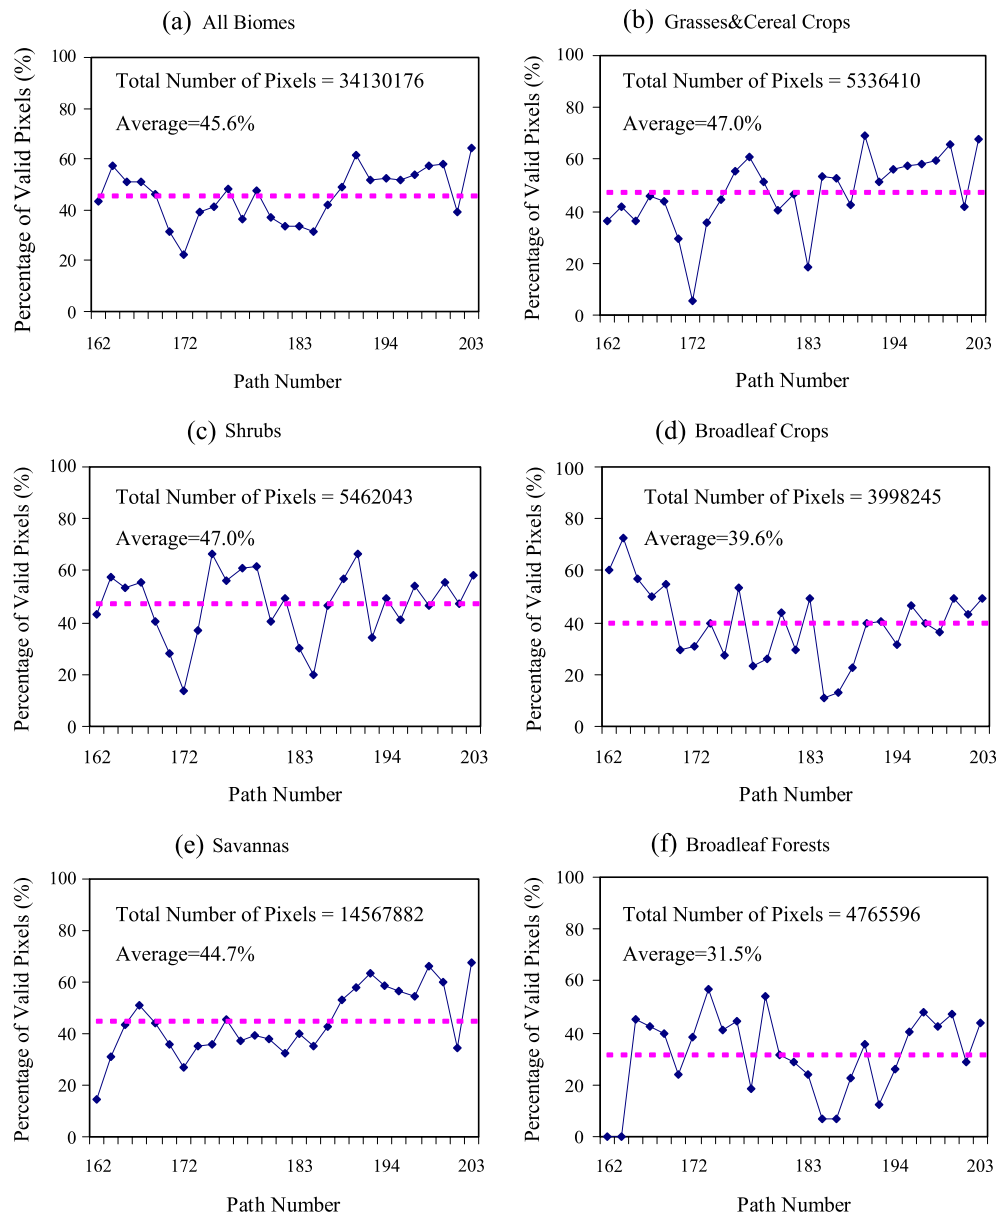 (a) All Biomes
Percentage of Valid Pixels (%)
100
80
60
40
20
0
Total Number of Pixels = 34130176
Average=45.6%
162 172 183 194 203
Path Number
(b) Grasses&Cereal Crops
Percentage of Valid Pixels (%)
100
80
60
40
20
0
Total Number of Pixels = 5336410
Average=47.0%
162 172 183 194 203
Path Number
(c) Shrubs
Percentage of Valid Pixels (%)
100
80
60
40
20
0
Total Number of Pixels = 5462043
Average=47.0%
162 172 183 194 203
Path Number
(d) Broadleaf Crops
Percentage of Valid Pixels (%)
100
80
60
40
20
0
Total Number of Pixels = 3998245
Average=39.6%
162 172 183 194 203
Path Number
(e) Savannas
Percentage of Valid Pixels (%)
100
80
60
40
20
0
Total Number of Pixels = 14567882
Average=44.7%
162 172 183 194 203
Path Number
(f) Broadleaf Forests
Percentage of Valid Pixels (%)
100
80
60
40
20
0
Total Number of Pixels = 4765596
Average=31.5%
162 172 183 194 203
Path Number